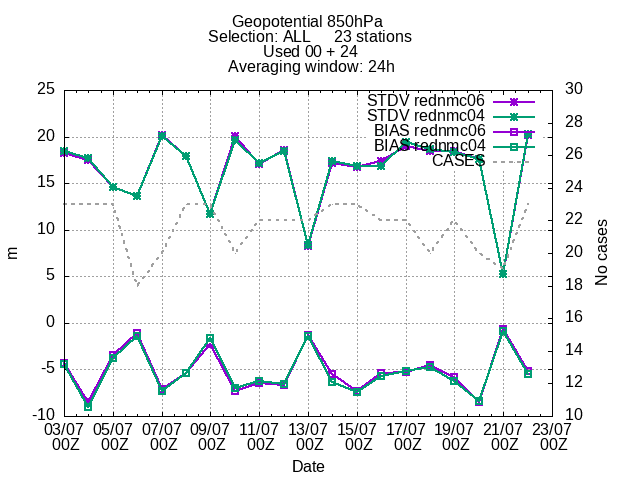 Geopotential 850hPa
Selection: ALL 23 stations
Used 00 + 24
Averaging window: 24h
STDV rednmc06
STDV rednmc04
BIAS rednmc06
BIAS rednmc04
CASES
25
20
15
10
5
0
-5
-10
m
30
28
26
24
22
20
18
16
14
12
10
No cases
03/07 05/07 07/07 09/07 11/07 13/07 15/07 17/07 19/07 21/07 23/07
00Z 00Z 00Z 00Z 00Z 00Z 00Z 00Z 00Z 00Z 00Z
Date